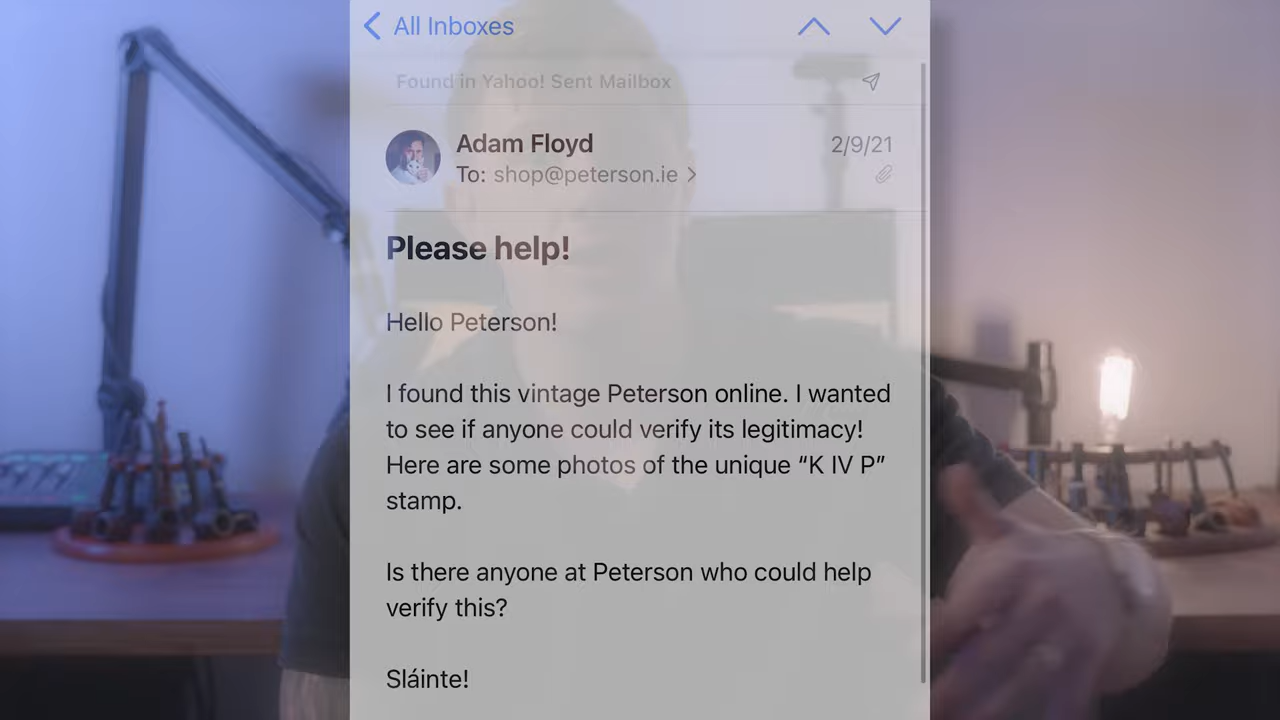 All Inboxes
Found in Yahoo! Sent Mailbox
Adam Floyd
2/9/21
To: shop@peterson.ie
Please help!
Hello Peterson!
I found this vintage Peterson online. I wanted
to see if anyone could verify its legitimacy!
Here are some photos of the unique “K IV P”
stamp.
Is there anyone at Peterson who could help
verify this?
Sláinte!